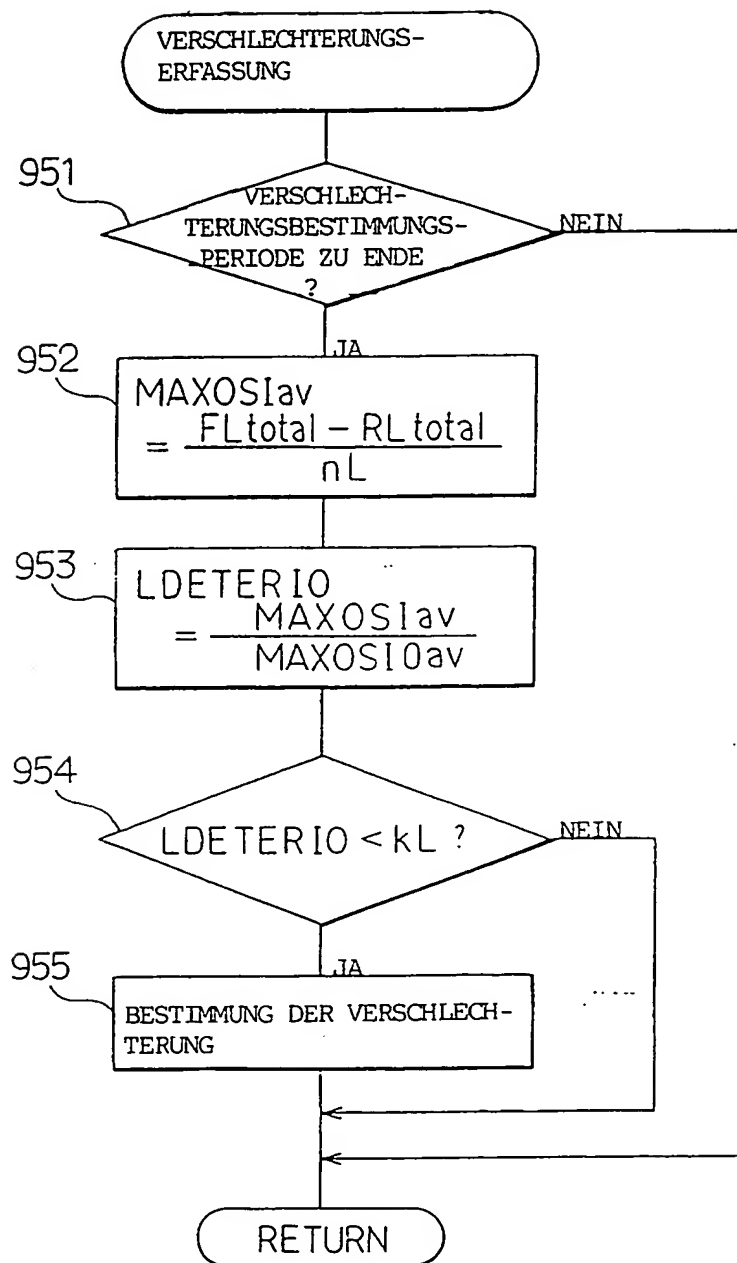 VERSCHLECHTERUNGS-
ERFASSUNG
951
VERSCHLECH-
TERUNGSBESTIMMUNGS-
PERIODE ZU ENDE
?
NEIN
JA
952
MAXOSIav
= FLtotal - RLtotal
nL
953
LDETERIO
= MAXOSIav
MAXOSI0av
954
LDETERIO < kL ?
NEIN
JA
955
BESTIMMUNG DER VERSCHLECH-
TERUNG
RETURN